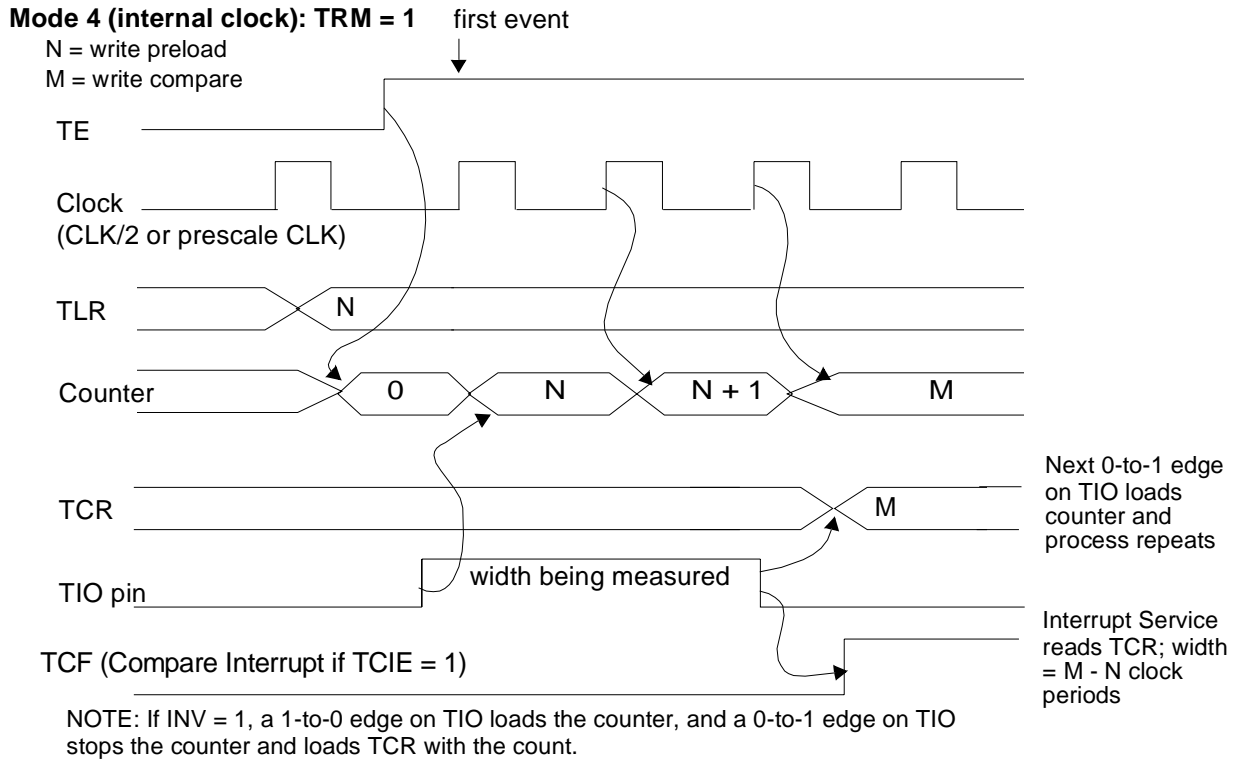 Mode 4 (internal clock): TRM = 1
first event
N = write preload
M = write compare
TE
Clock
(CLK/2 or prescale CLK)
TLR
N
Counter
0
N
N + 1
M
TCR
M
Next 0-to-1 edge
on TIO loads
counter and
process repeats
TIO pin
width being measured
TCF (Compare Interrupt if TCIE = 1)
Interrupt Service
reads TCR; width
= M - N clock
periods
NOTE: If INV = 1, a 1-to-0 edge on TIO loads the counter, and a 0-to-1 edge on TIO
stops the counter and loads TCR with the count.